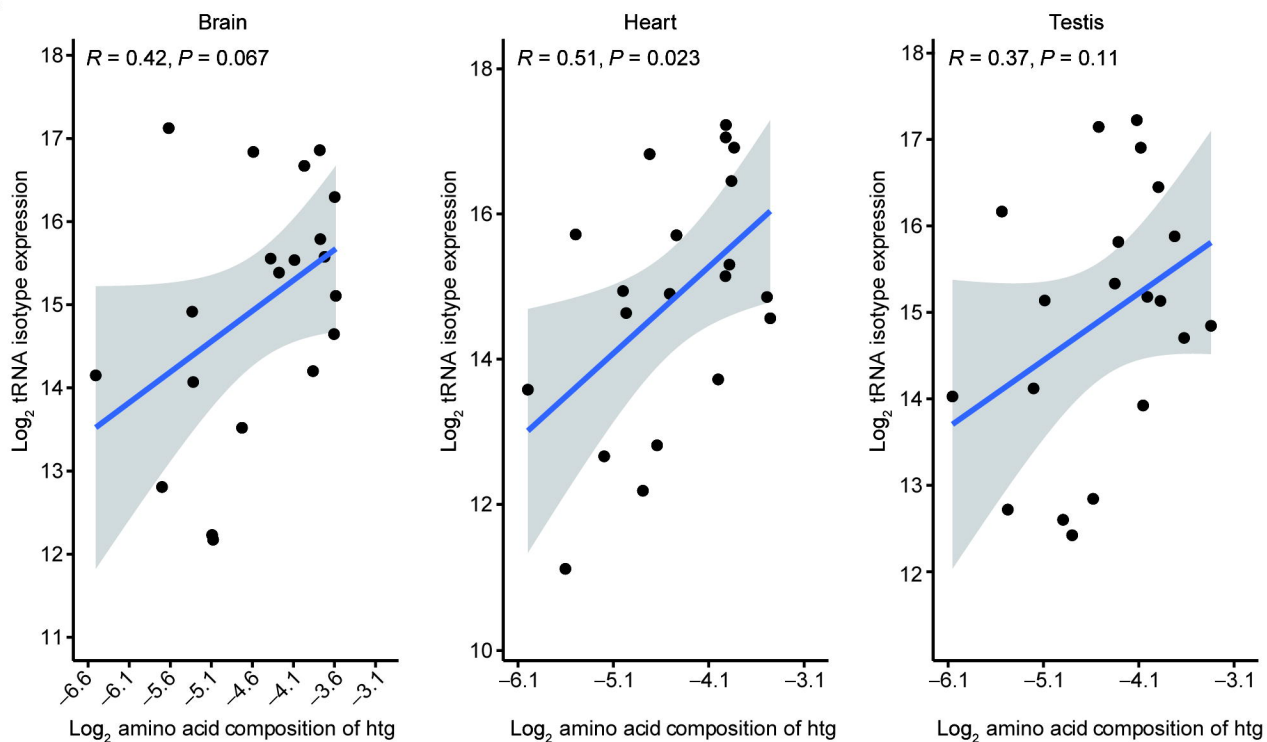 Brain
R = 0.42, P = 0.067
Log₂ tRNA isotype expression
18
17
16
15
14
13
12
11
–6.6 –6.1 –5.6 –5.1 –4.6 –4.1 –3.6 –3.1
Log₂ amino acid composition of htg
Heart
R = 0.51, P = 0.023
Log₂ tRNA isotype expression
18
16
14
12
10
–6.1 –5.1 –4.1 –3.1
Log₂ amino acid composition of htg
Testis
R = 0.37, P = 0.11
Log₂ tRNA isotype expression
18
17
16
15
14
13
12
–6.1 –5.1 –4.1 –3.1
Log₂ amino acid composition of htg